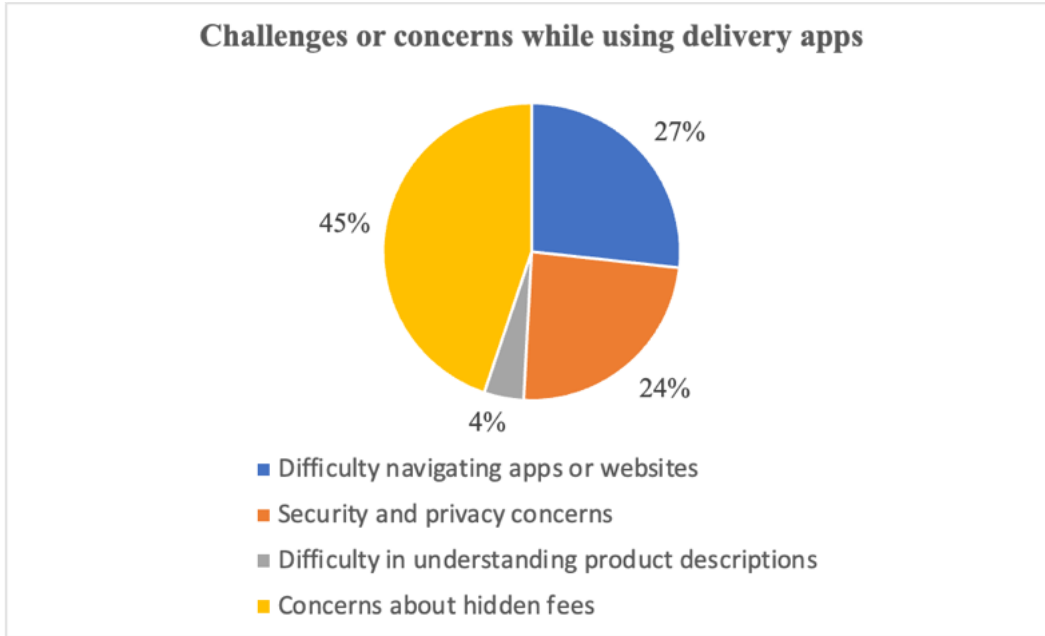 Challenges or concerns while using delivery apps
27%
45%
24%
4%
Difficulty navigating apps or websites
Security and privacy concerns
Difficulty in understanding product descriptions
Concerns about hidden fees